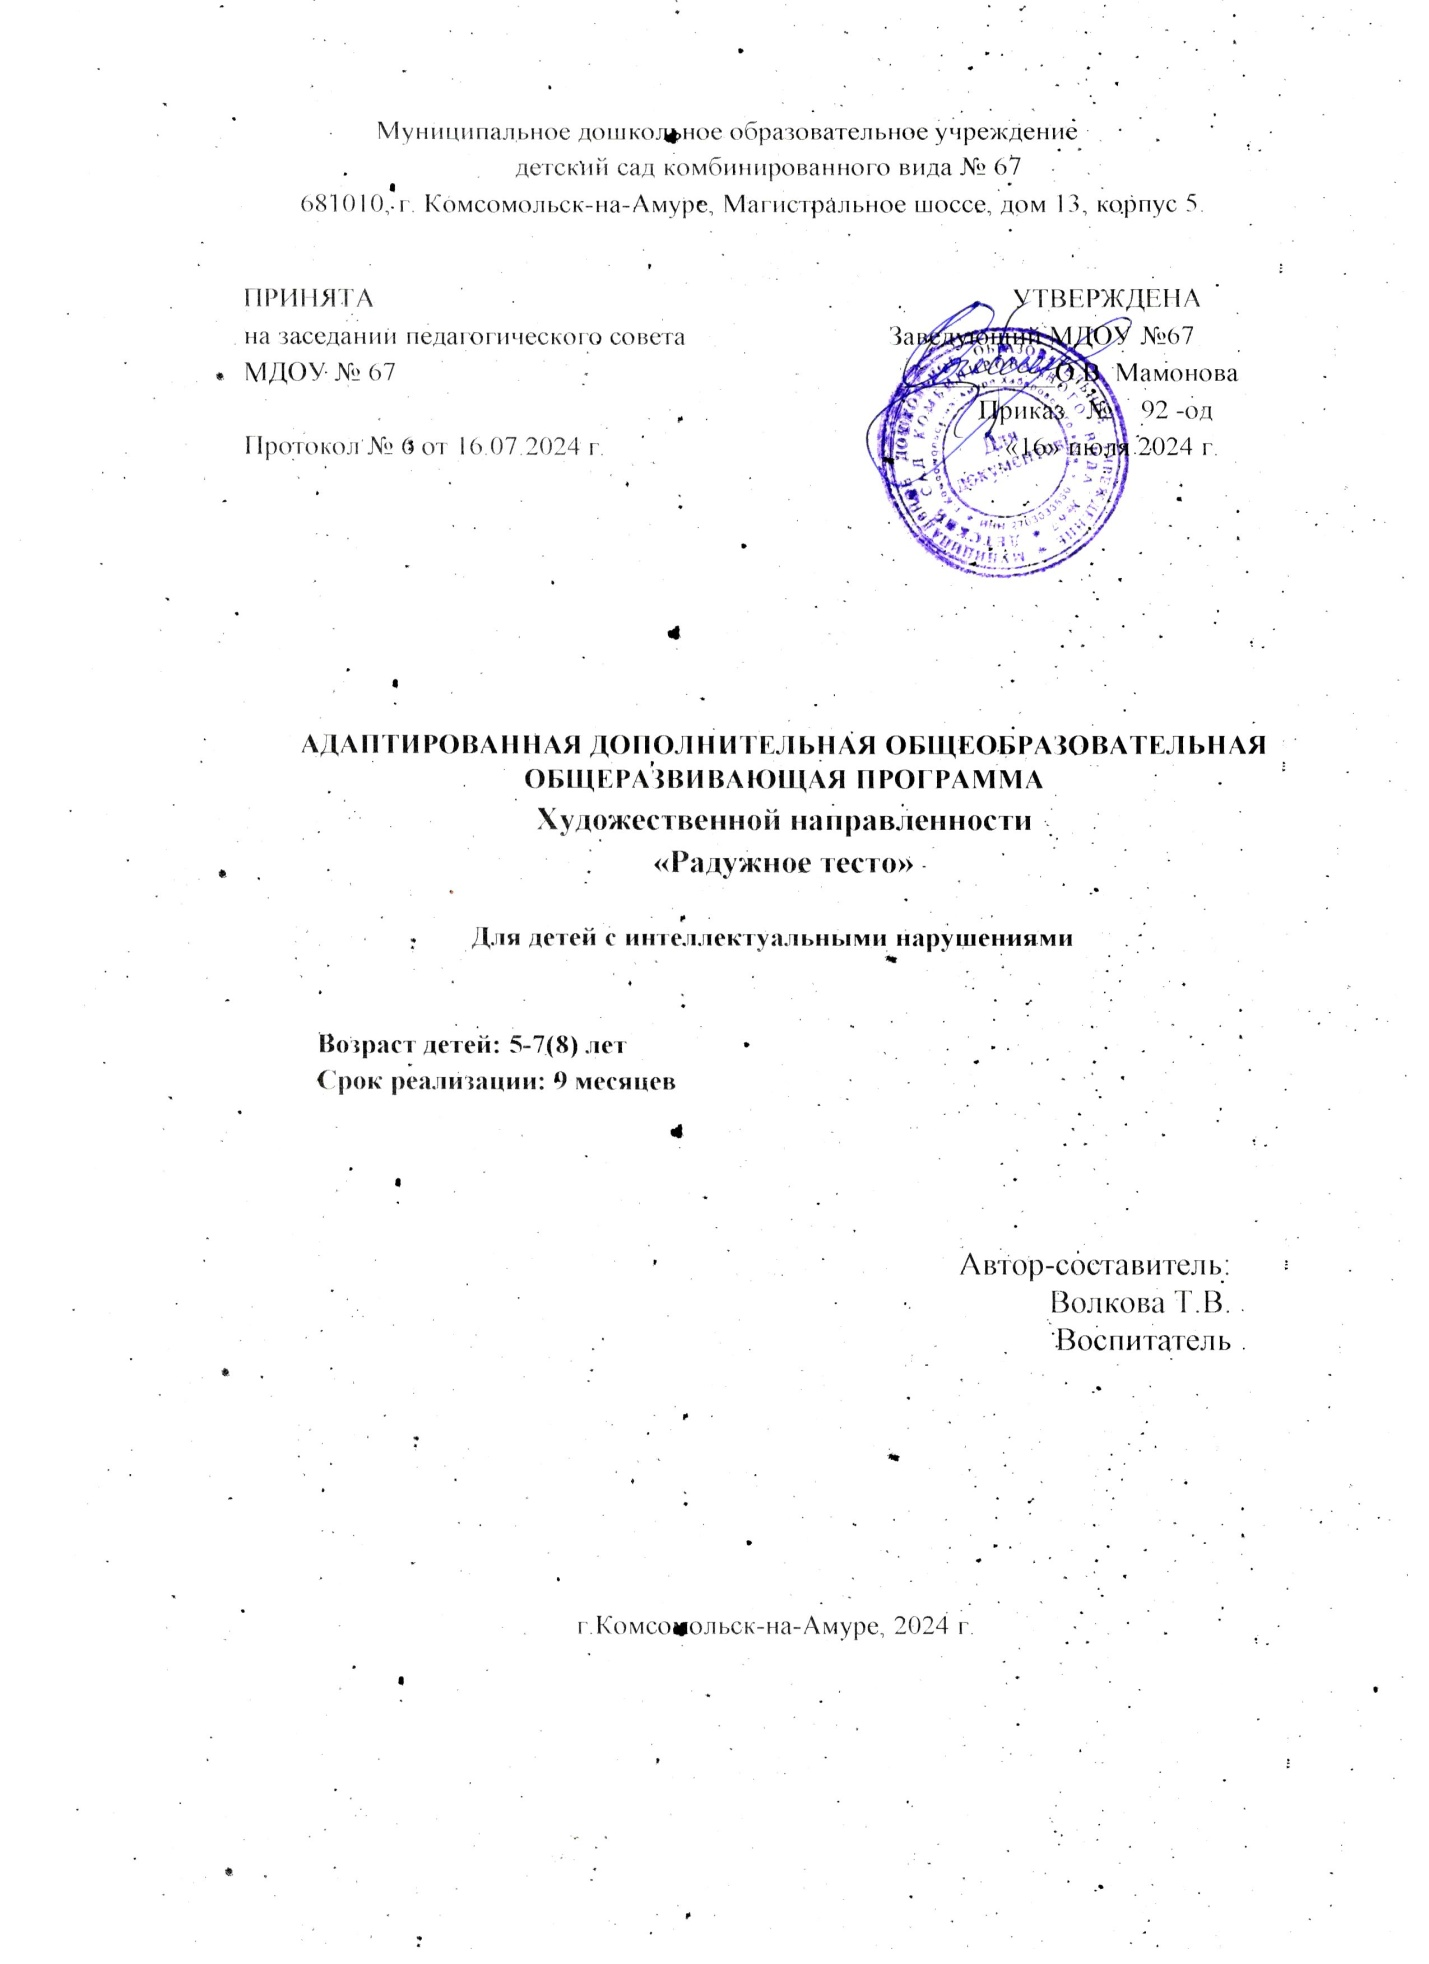 Муниципальное дошкольное образовательное учреждение
детский сад комбинированного вида № 67
681010, г. Комсомольск-на-Амуре, Магистральное шоссе, дом 13, корпус 5.
ПРИНЯТА
на заседании педагогического совета
МДОУ № 67
Протокол № 6 от 16.07.2024 г.
УТВЕРЖДЕНА
Заведующий МДОУ №67
О.В. Мамонова
Приказ № 92 -од
«16» июля 2024 г.
Для
документов
АДАПТИРОВАННАЯ ДОПОЛНИТЕЛЬНАЯ ОБЩЕОБРАЗОВАТЕЛЬНАЯ
ОБЩЕРАЗВИВАЮЩАЯ ПРОГРАММА
Художественной направленности
«Радужное тесто»
Для детей с интеллектуальными нарушениями
Возраст детей: 5-7(8) лет
Срок реализации: 9 месяцев
Автор-составитель:
Волкова Т.В.
Воспитатель
г.Комсомольск-на-Амуре, 2024 г.